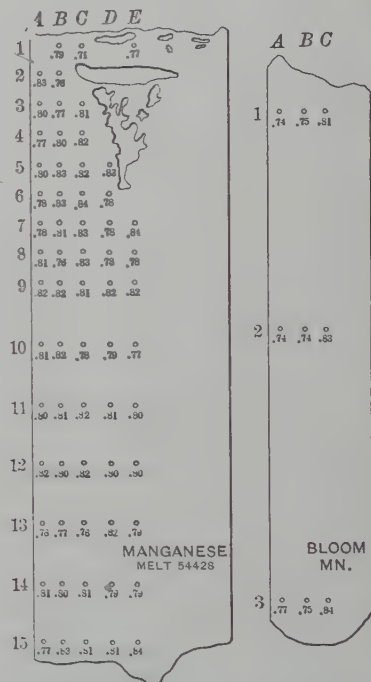 A B C D E
1 .79 .71 .77
2 .83 .76
3 .80 .77 .81
4 .77 .80 .82
5 .80 .83 .82 .83
6 .78 .83 .84 .78
7 .78 .81 .83 .78 .84
8 .81 .76 .83 .78 .78
9 .82 .82 .81 .82 .82
10 .81 .82 .78 .79 .77
11 .80 .81 .82 .81 .80
12 .82 .80 .82 .80 .80
13 .78 .77 .78 .82 .79
MANGANESE
MELT 54428
14 .81 .80 .81 .79 .79
15 .77 .83 .81 .81 .84
A B C
1 .74 .75 .81
2 .74 .74 .83
BLOOM
MN.
3 .77 .75 .84